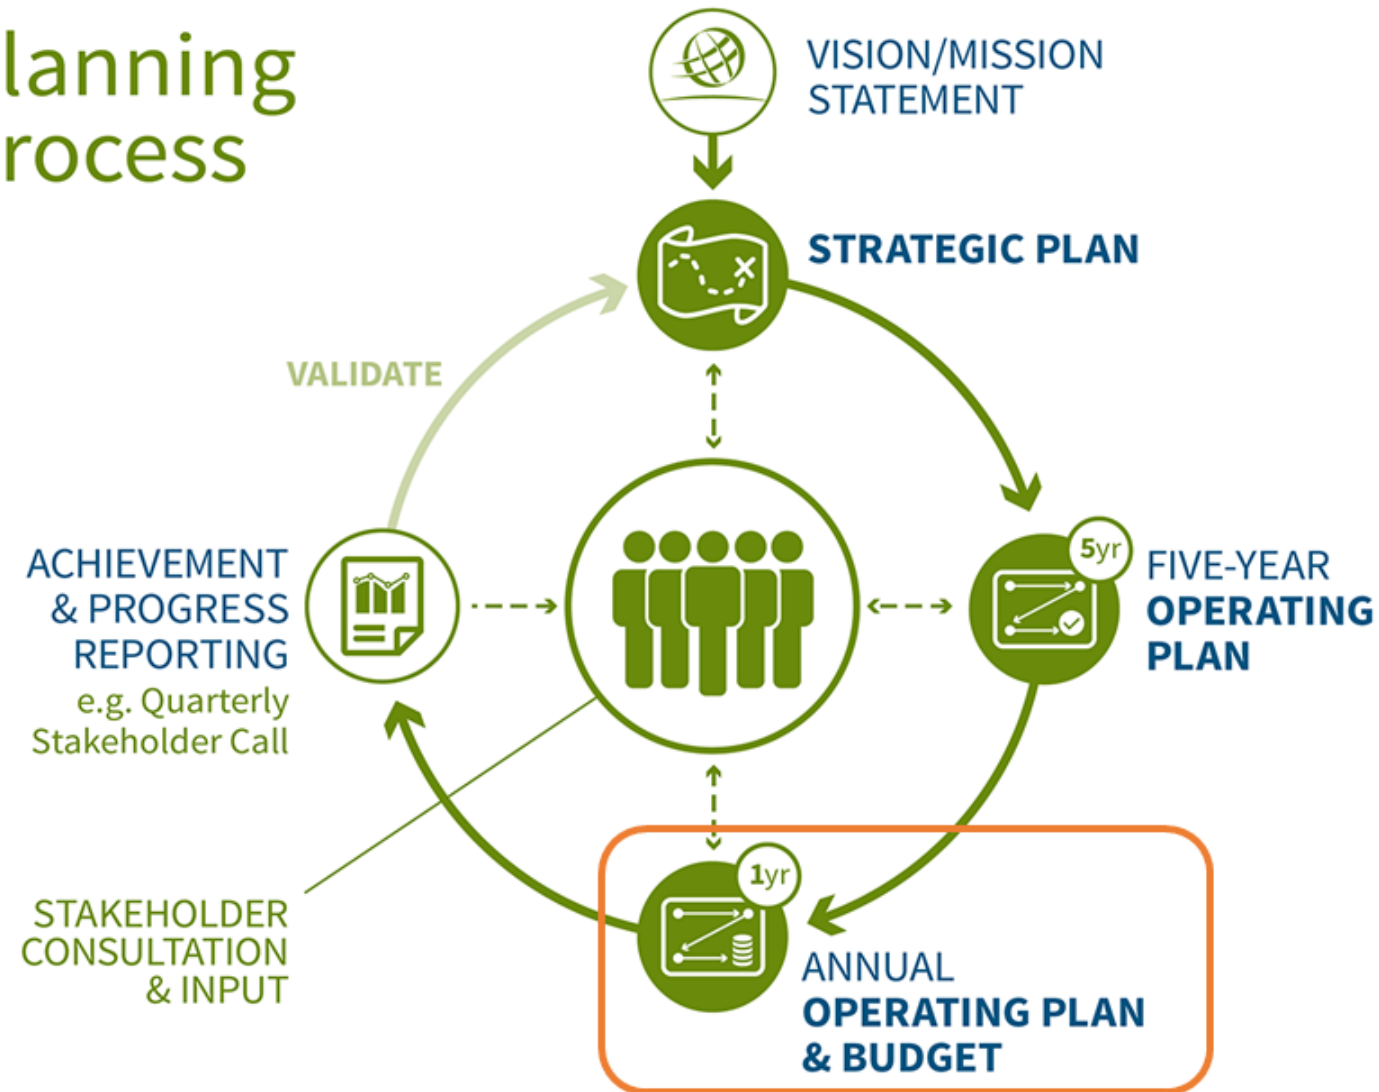 lanning
rocess
VISION/MISSION
STATEMENT
STRATEGIC PLAN
VALIDATE
5yr
FIVE-YEAR
OPERATING
PLAN
ACHIEVEMENT
& PROGRESS
REPORTING
e.g. Quarterly
Stakeholder Call
STAKEHOLDER
CONSULTATION
& INPUT
1yr
ANNUAL
OPERATING PLAN
& BUDGET